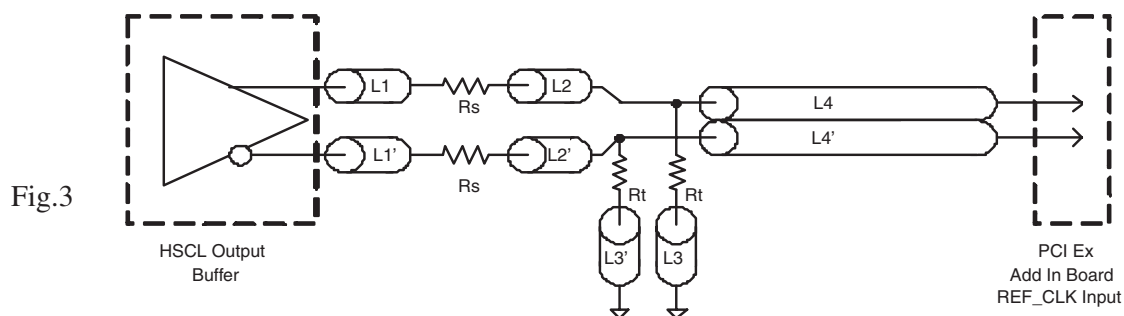 L1
L2
L4
Rs
L1'
L2'
L4'
Rs
Rt
Rt
Fig.3
L3'
L3
HSCL Output
Buffer
PCI Ex
Add In Board
REF_CLK Input